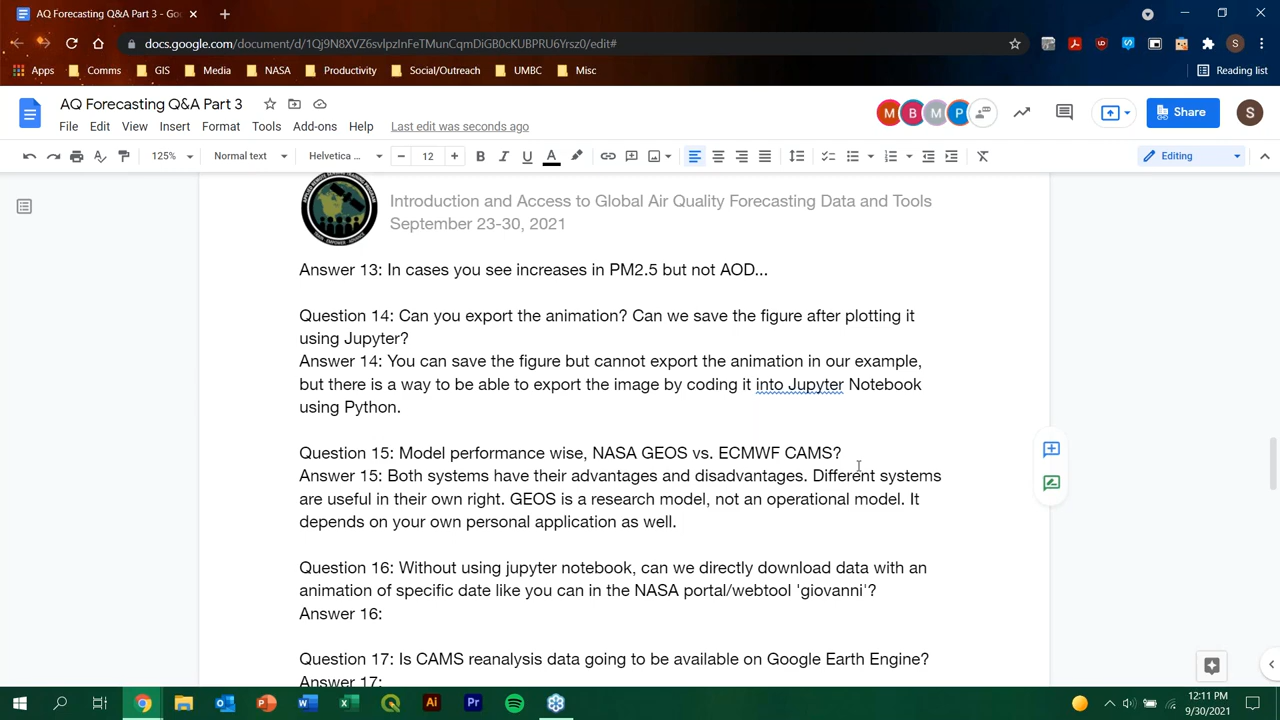 AQ Forecasting Q&A Part 3 - Goo
docs.google.com/document/d/1Qj9N8XVZ6svlpzInFeTMunCqmDiGB0cKUBPRU6Yrsz0/edit#
S
Apps
Comms
GIS
Media
NASA
Productivity
Social/Outreach
UMBC
Misc
Reading list
AQ Forecasting Q&A Part 3
M
B
M
P
Share
S
File
Edit
View
Insert
Format
Tools
Add-ons
Help
Last edit was seconds ago
125%
Normal text
Helvetica ...
12
B
I
U
A
Editing
Introduction and Access to Global Air Quality Forecasting Data and Tools
September 23-30, 2021
Answer 13: In cases you see increases in PM2.5 but not AOD...
Question 14: Can you export the animation? Can we save the figure after plotting it
using Jupyter?
Answer 14: You can save the figure but cannot export the animation in our example,
but there is a way to be able to export the image by coding it into Jupyter Notebook
using Python.
Question 15: Model performance wise, NASA GEOS vs. ECMWF CAMS?
Answer 15: Both systems have their advantages and disadvantages. Different systems
are useful in their own right. GEOS is a research model, not an operational model. It
depends on your own personal application as well.
Question 16: Without using jupyter notebook, can we directly download data with an
animation of specific date like you can in the NASA portal/webtool 'giovanni'?
Answer 16:
Question 17: Is CAMS reanalysis data going to be available on Google Earth Engine?
Answer 17:
12:11 PM
9/30/2021